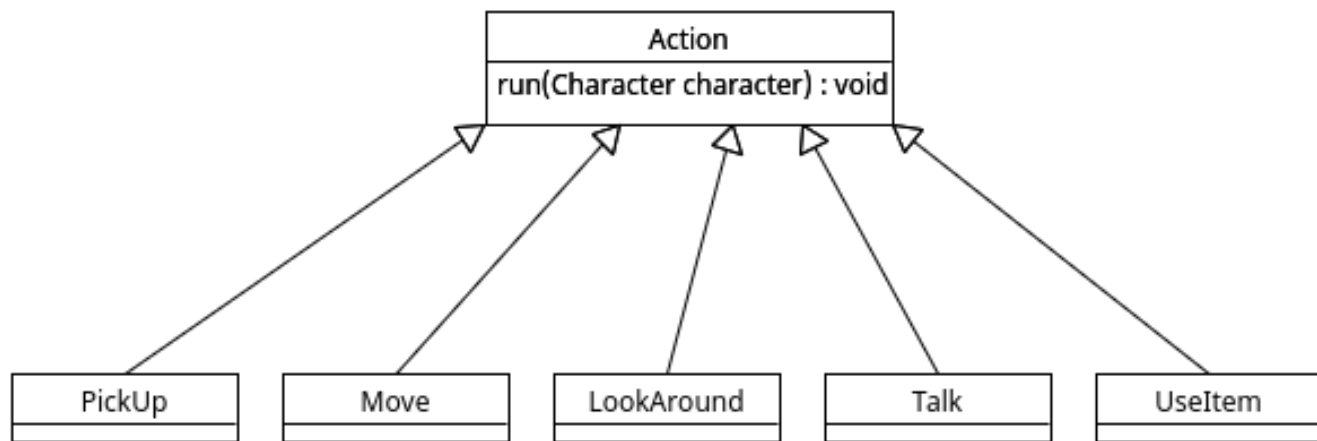 Action
run(Character character) : void
PickUp
Move
LookAround
Talk
UseItem